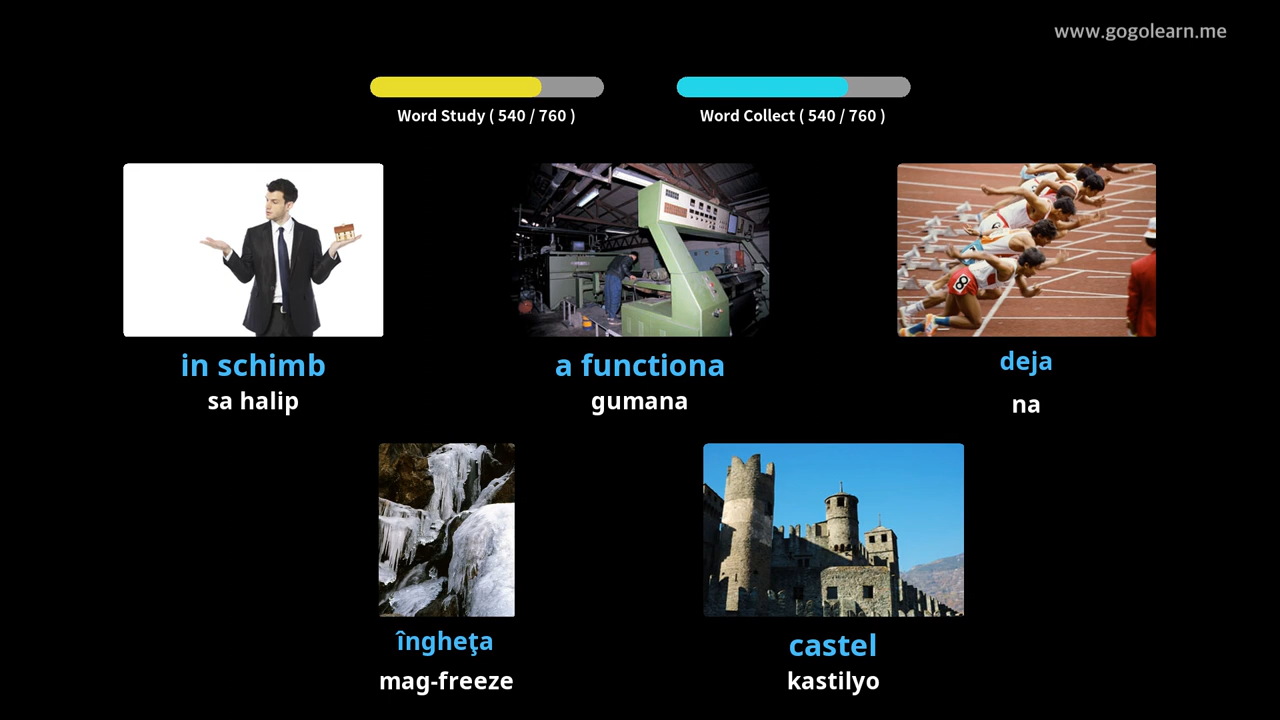 www.gogolearn.me
Word Study ( 540 / 760 )
Word Collect ( 540 / 760 )
in schimb
sa halip
a functiona
gumana
deja
na
îngheţa
mag-freeze
castel
kastilyo